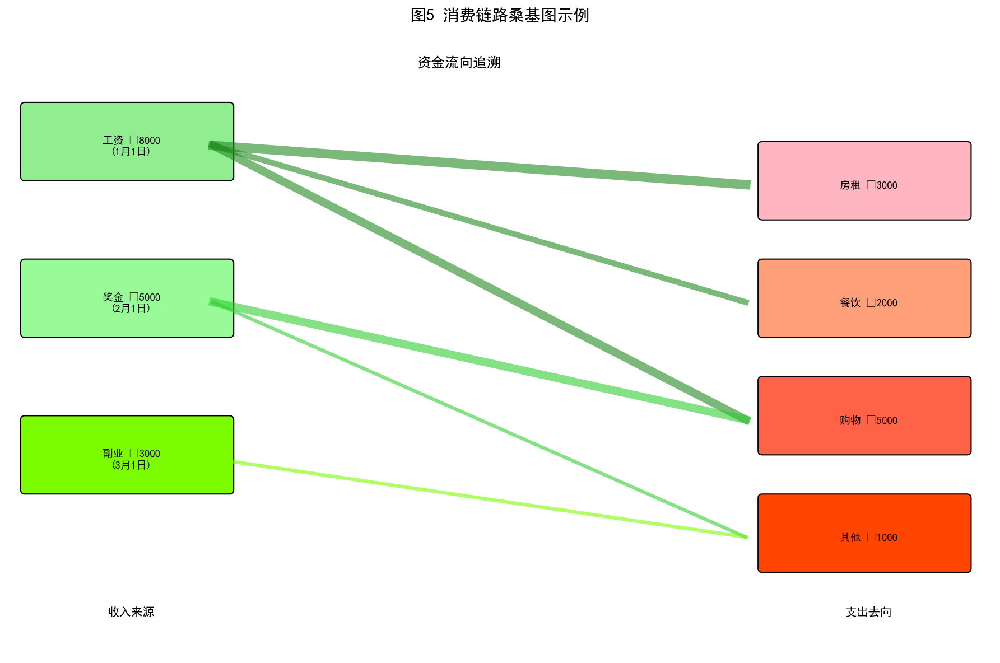 图5 消费链路桑基图示例
资金流向追溯
工资 □8000
(1月1日)
房租 □3000
奖金 □5000
(2月1日)
餐饮 □2000
购物 □5000
副业 □3000
(3月1日)
其他 □1000
收入来源
支出去向